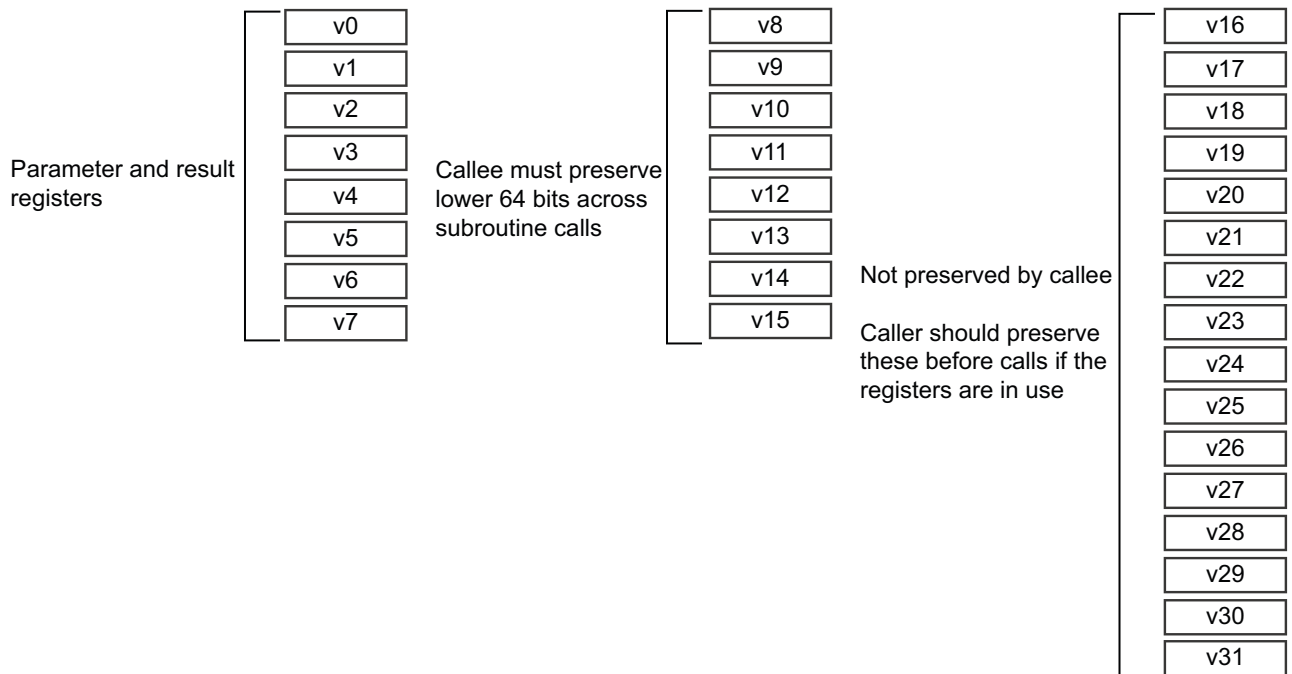 Parameter and result
registers
v0
v1
v2
v3
v4
v5
v6
v7
Callee must preserve
lower 64 bits across
subroutine calls
v8
v9
v10
v11
v12
v13
v14
v15
Not preserved by callee
Caller should preserve
these before calls if the
registers are in use
v16
v17
v18
v19
v20
v21
v22
v23
v24
v25
v26
v27
v28
v29
v30
v31